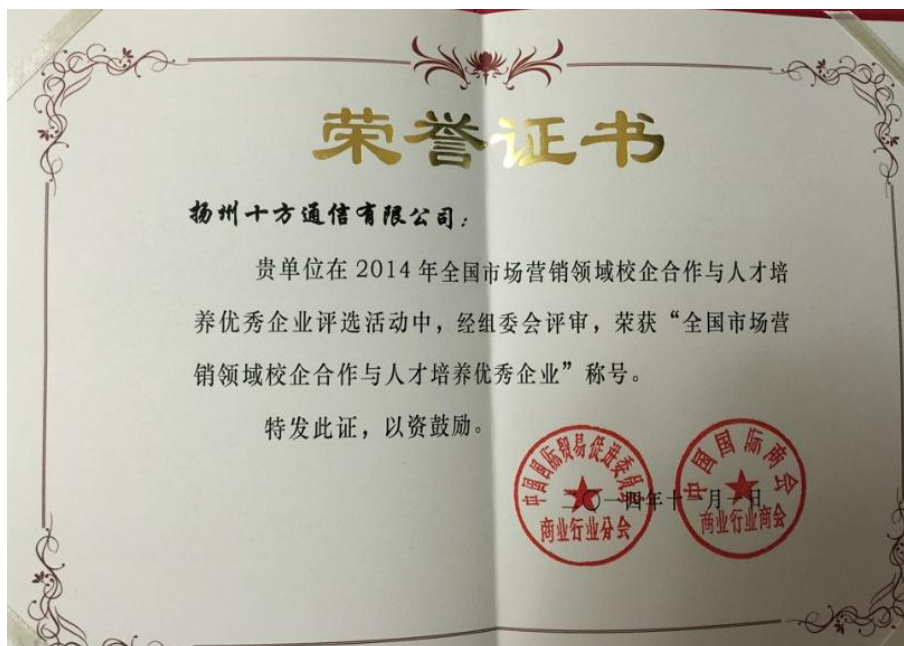 荣誉证书
扬州十方通信有限公司：
贵单位在2014年全国市场营销领域校企合作与人才培
养优秀企业评选活动中，经组委会评审，荣获“全国市场营
销领域校企合作与人才培养优秀企业”称号。
特发此证，以资鼓励。
中国国际贸易促进委员会
商业行业分会
中国国际商会
商业行业商会
二〇一四年十一月 日